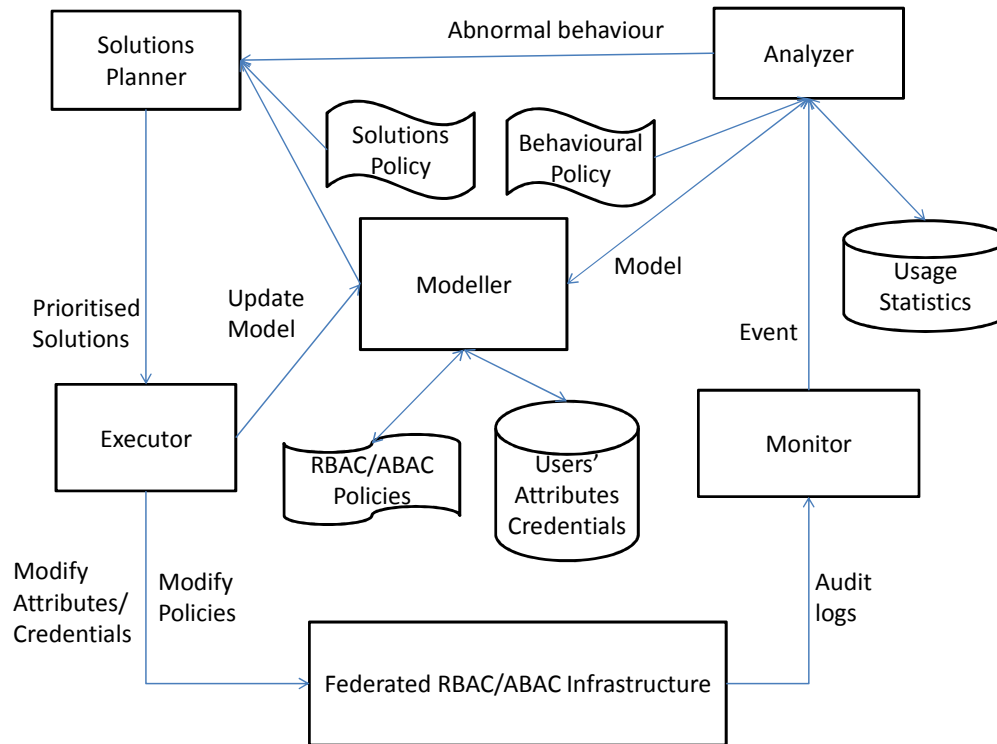 Solutions
Planner
Abnormal behaviour
Analyzer
Solutions
Policy
Behavioural
Policy
Usage
Statistics
Modeller
Model
Prioritised
Solutions
Update
Model
Event
Executor
RBAC/ABAC
Policies
Users’
Attributes
Credentials
Monitor
Modify
Attributes/
Credentials
Modify
Policies
Audit
logs
Federated RBAC/ABAC Infrastructure